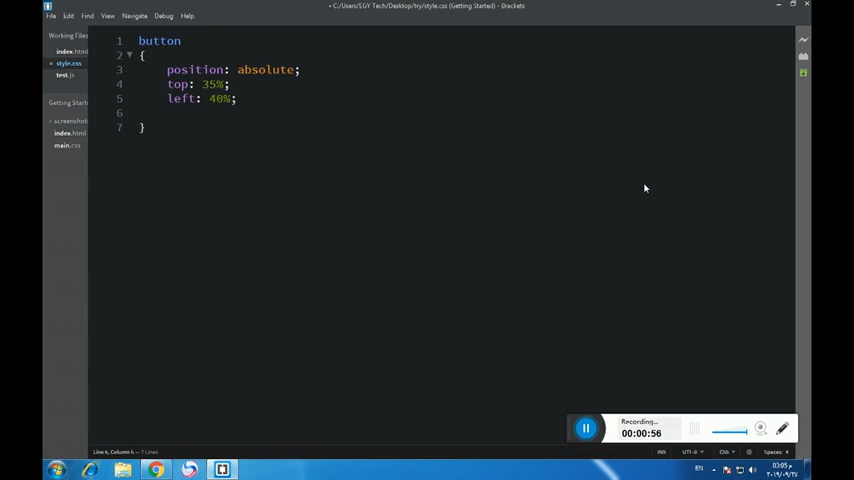 • C:/Users/EGY Tech/Desktop/try/style.css (Getting Started) - Brackets
File Edit Find View Navigate Debug Help
Working Files
index.html
• style.css
test.js
Getting Starte
screenshots
index.html
main.css
1 button
2 {
3 position: absolute;
4 top: 35%;
5 left: 40%;
6
7 }
Recording...
00:00:56
Line 6, Column 5 — 7 Lines
INS UTF-8 CSS Spaces: 4
EN
03:05 م